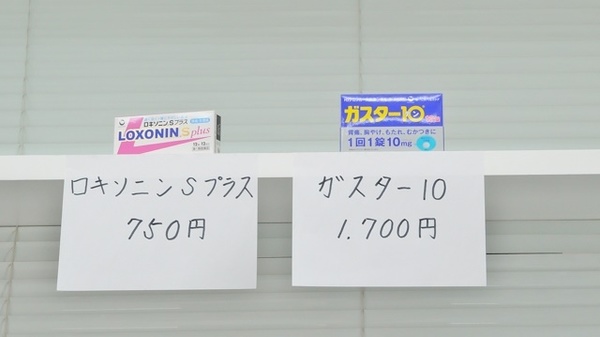 ロキソニンSプラス
LOXONIN S plus
ガスター10
胃痛、胸やけ、もたれ、むかつきに
1回1錠10mg
ロキソニンSプラス
750円
ガスター10
1.700円